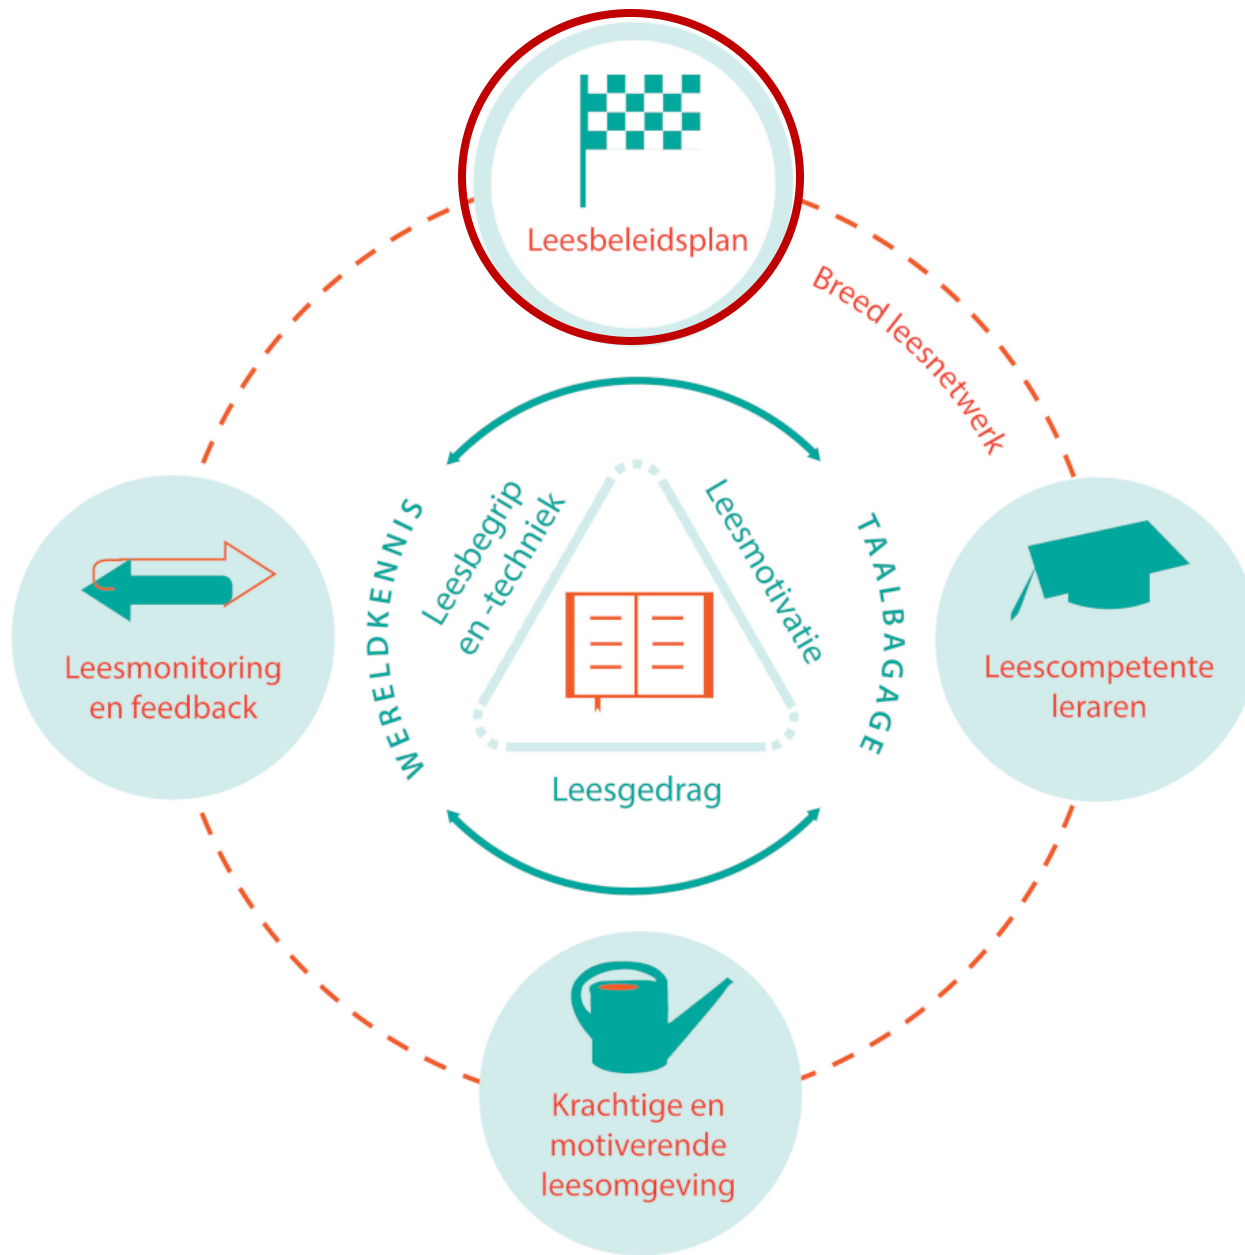 Leesbeleidsplan
Breed leesnetwerk
Leesbegrip
en -techniek
Leesmotivatie
WERELDKENNIS
TAALBAGAGE
Leesmonitoring
en feedback
Leescompetente
leraren
Leesgedrag
Krachtige en
motiverende
leesomgeving